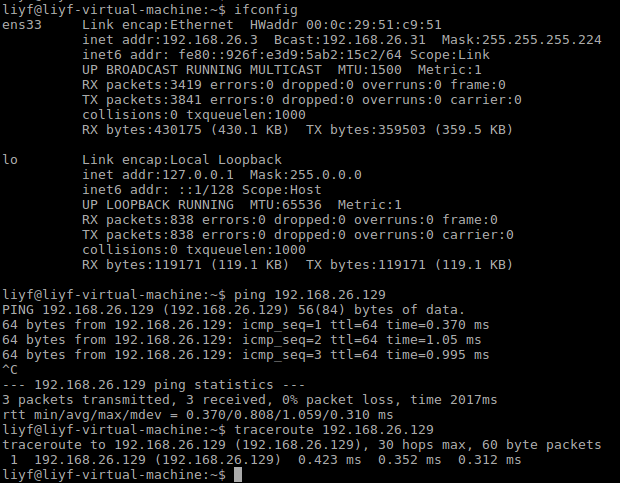 liyf@liyf-virtual-machine:~$ ifconfig
ens33     Link encap:Ethernet  HWaddr 00:0c:29:51:c9:51
          inet addr:192.168.26.3  Bcast:192.168.26.31  Mask:255.255.255.224
          inet6 addr: fe80::926f:e3d9:5ab2:15c2/64 Scope:Link
          UP BROADCAST RUNNING MULTICAST  MTU:1500  Metric:1
          RX packets:3419 errors:0 dropped:0 overruns:0 frame:0
          TX packets:3841 errors:0 dropped:0 overruns:0 carrier:0
          collisions:0 txqueuelen:1000
          RX bytes:430175 (430.1 KB)  TX bytes:359503 (359.5 KB)

lo        Link encap:Local Loopback
          inet addr:127.0.0.1  Mask:255.0.0.0
          inet6 addr: ::1/128 Scope:Host
          UP LOOPBACK RUNNING  MTU:65536  Metric:1
          RX packets:838 errors:0 dropped:0 overruns:0 frame:0
          TX packets:838 errors:0 dropped:0 overruns:0 carrier:0
          collisions:0 txqueuelen:1000
          RX bytes:119171 (119.1 KB)  TX bytes:119171 (119.1 KB)

liyf@liyf-virtual-machine:~$ ping 192.168.26.129
PING 192.168.26.129 (192.168.26.129) 56(84) bytes of data.
64 bytes from 192.168.26.129: icmp_seq=1 ttl=64 time=0.370 ms
64 bytes from 192.168.26.129: icmp_seq=2 ttl=64 time=1.05 ms
64 bytes from 192.168.26.129: icmp_seq=3 ttl=64 time=0.995 ms
^C
--- 192.168.26.129 ping statistics ---
3 packets transmitted, 3 received, 0% packet loss, time 2017ms
rtt min/avg/max/mdev = 0.370/0.808/1.059/0.310 ms
liyf@liyf-virtual-machine:~$ traceroute 192.168.26.129
traceroute to 192.168.26.129 (192.168.26.129), 30 hops max, 60 byte packets
 1  192.168.26.129 (192.168.26.129)  0.423 ms  0.352 ms  0.312 ms
liyf@liyf-virtual-machine:~$